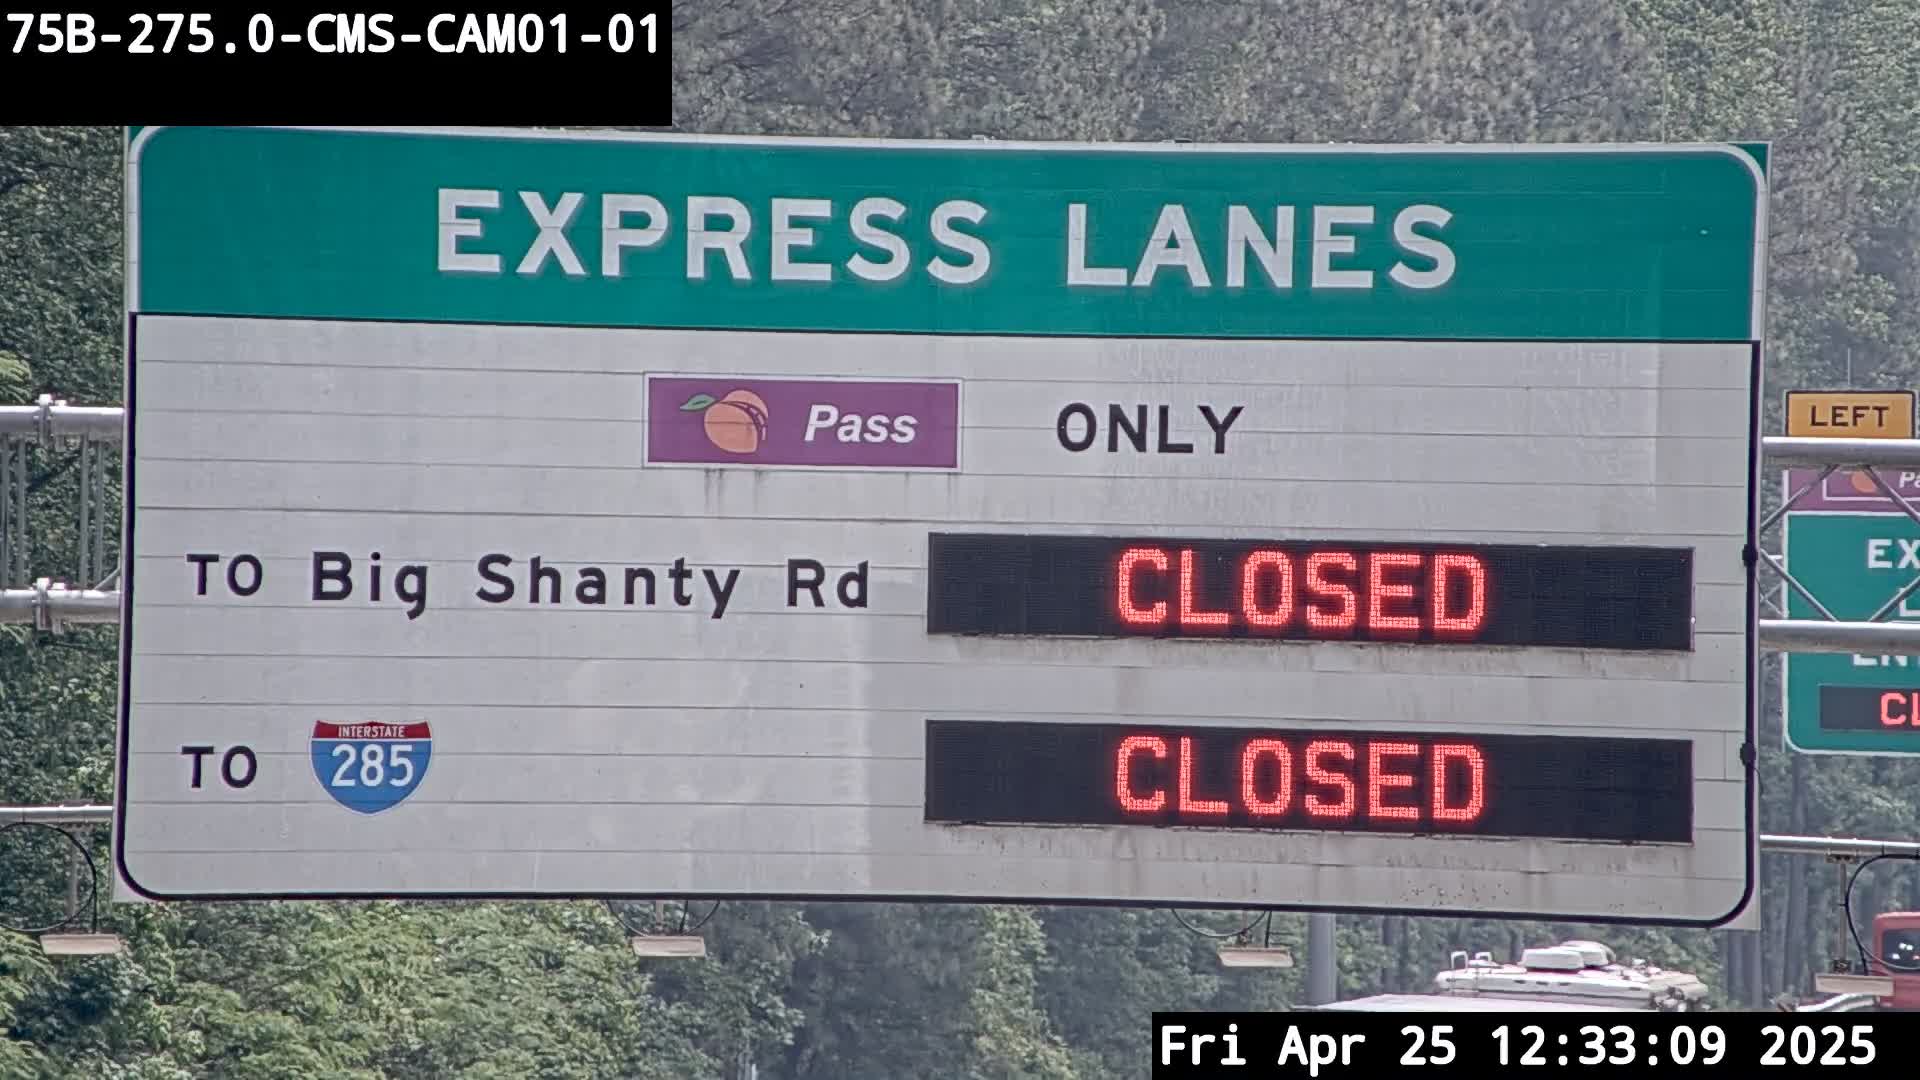 75B-275.0-CMS-CAM01-01
EXPRESS LANES
Pass ONLY
TO Big Shanty Rd CLOSED
TO INTERSTATE 285 CLOSED
LEFT
EX
Fri Apr 25 12:33:09 2025